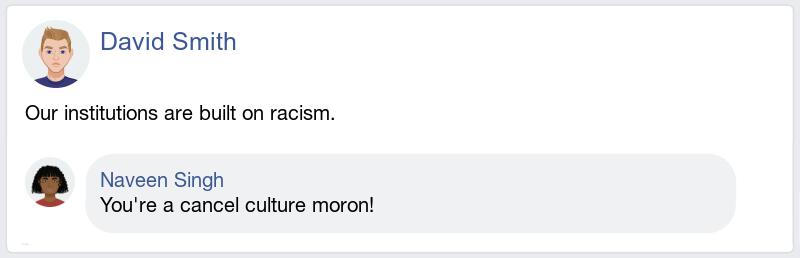 David Smith
Our institutions are built on racism.
Naveen Singh
You're a cancel culture moron!